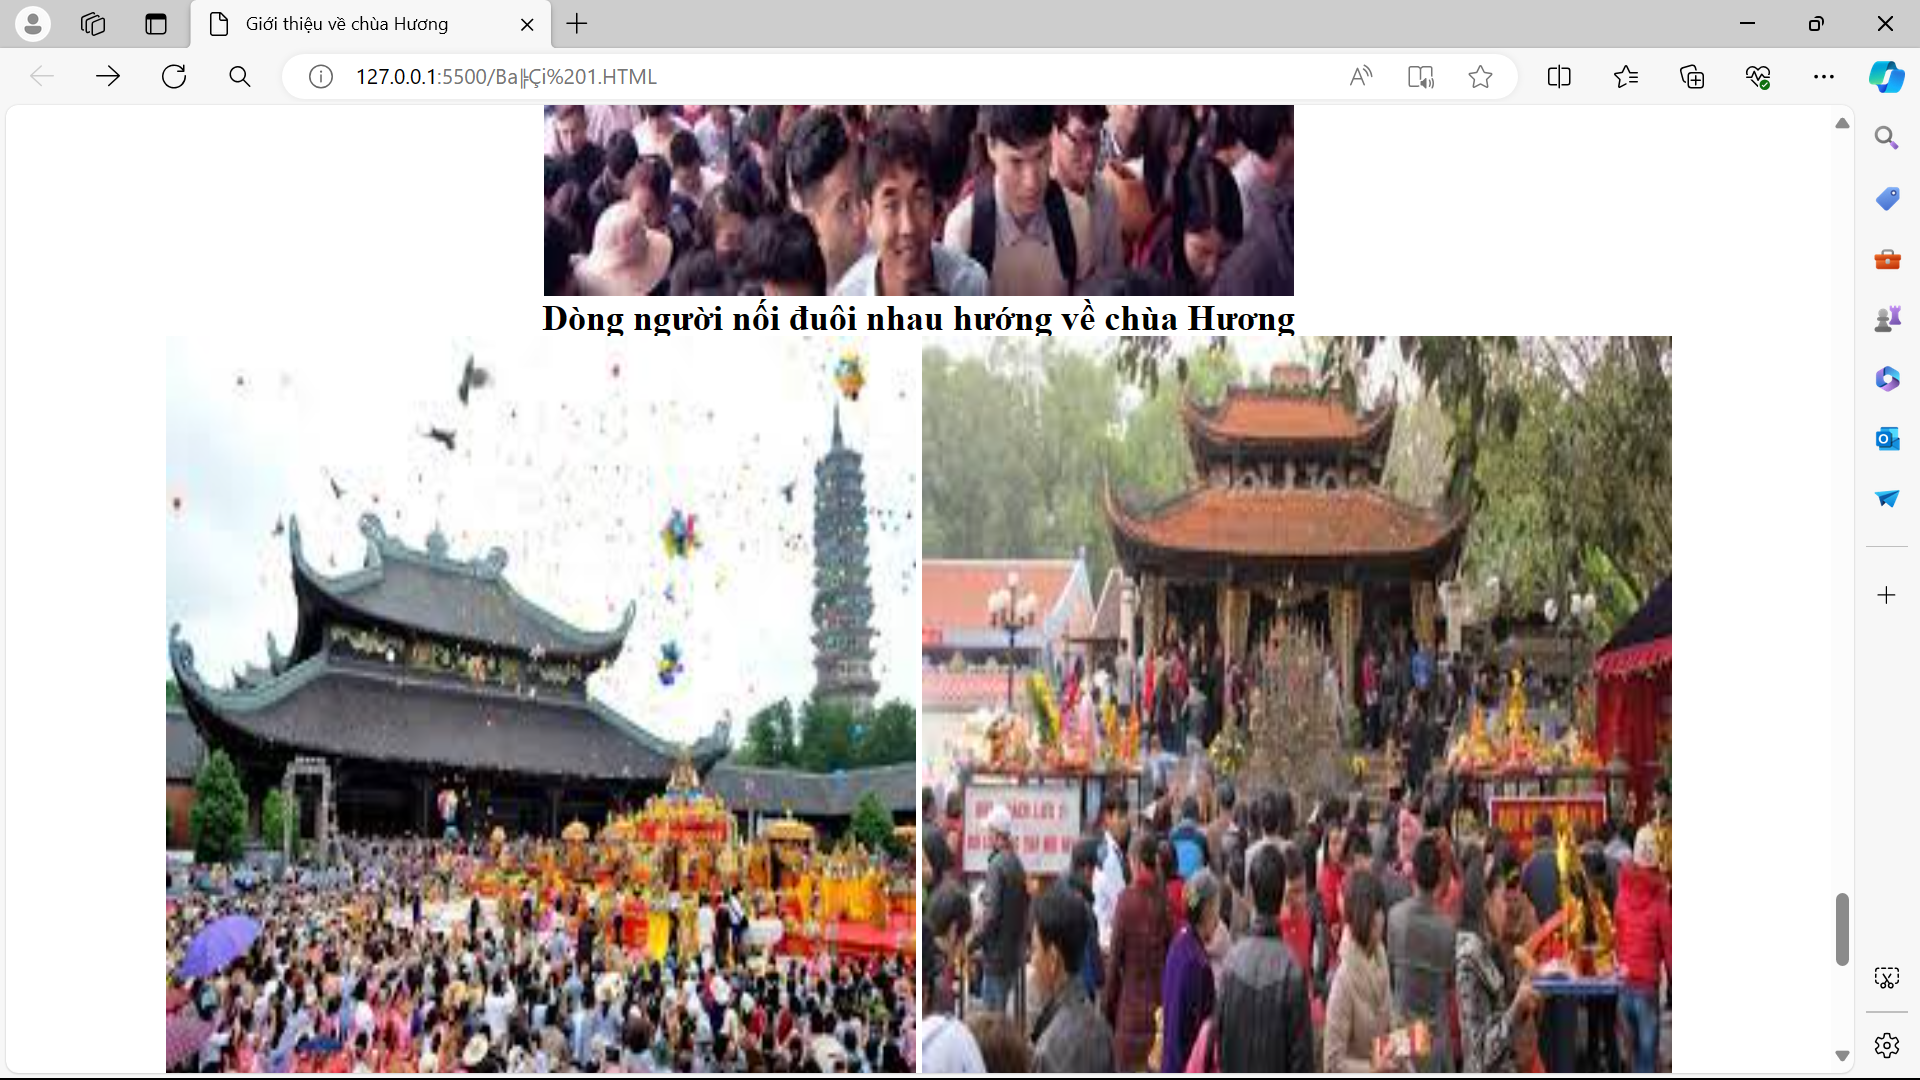 Giới thiệu về chùa Hương
127.0.0.1:5500/Ba╠Çi%201.HTML
Dòng người nối đuôi nhau hướng về chùa Hương